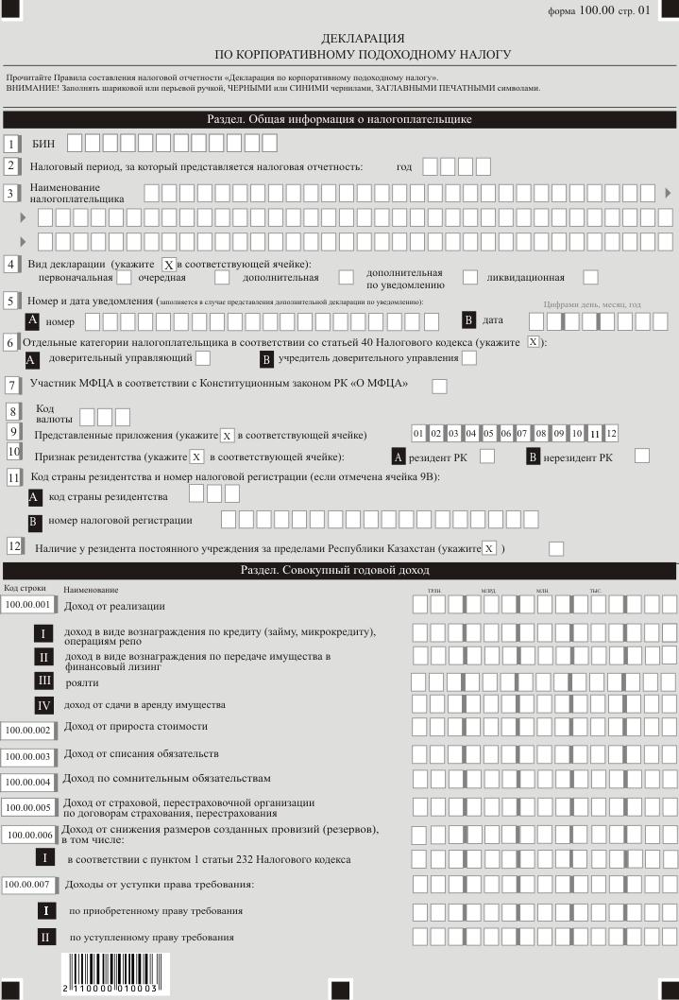 форма 100.00 стр. 01
ДЕКЛАРАЦИЯ
ПО КОРПОРАТИВНОМУ ПОДОХОДНОМУ НАЛОГУ
Прочитайте Правила составления налоговой отчетности «Декларация по корпоративному подоходному налогу».
ВНИМАНИЕ! Заполнять шариковой или перьевой ручкой, ЧЕРНЫМИ или СИНИМИ чернилами, ЗАГЛАВНЫМИ ПЕЧАТНЫМИ символами.
Раздел. Общая информация о налогоплательщике
1 БИН
2 Налоговый период, за который представляется налоговая отчетность: год
3 Наименование
налогоплательщика
4 Вид декларации (укажите X в соответствующей ячейке):
первоначальная очередная дополнительная дополнительная
по уведомлению ликвидационная
5 Номер и дата уведомления (заполняется в случае представления дополнительной декларации по уведомлению):
Цифрами день, месяц, год
A номер B дата
6 Отдельные категории налогоплательщика в соответствии со статьей 40 Налогового кодекса (укажите X ):
A доверительный управляющий B учредитель доверительного управления
7 Участник МФЦА в соответствии с Конституционным законом РК «О МФЦА»
8 Код
валюты
9 Представленные приложения (укажите X в соответствующей ячейке) 01 02 03 04 05 06 07 08 09 10 11 12
10 Признак резидентства (укажите X в соответствующей ячейке): A резидент РК B нерезидент РК
11 Код страны резидентства и номер налоговой регистрации (если отмечена ячейка 9В):
A код страны резидентства
B номер налоговой регистрации
12 Наличие у резидента постоянного учреждения за пределами Республики Казахстан (укажите X )
Раздел. Совокупный годовой доход
Код строки Наименование ТРЛН. МЛРД. МЛН. ТЫС.
100.00.001 Доход от реализации
I доход в виде вознаграждения по кредиту (займу, микрокредиту),
операциям репо
II доход в виде вознаграждения по передаче имущества в
финансовый лизинг
III роялти
IV доход от сдачи в аренду имущества
100.00.002 Доход от прироста стоимости
100.00.003 Доход от списания обязательств
100.00.004 Доход по сомнительным обязательствам
100.00.005 Доход от страховой, перестраховочной организации
по договорам страхования, перестрахования
100.00.006 Доход от снижения размеров созданных провизий (резервов),
в том числе:
I в соответствии с пунктом 1 статьи 232 Налогового кодекса
100.00.007 Доходы от уступки права требования:
I по приобретенному праву требования
II по уступленному праву требования
2 110000 010003